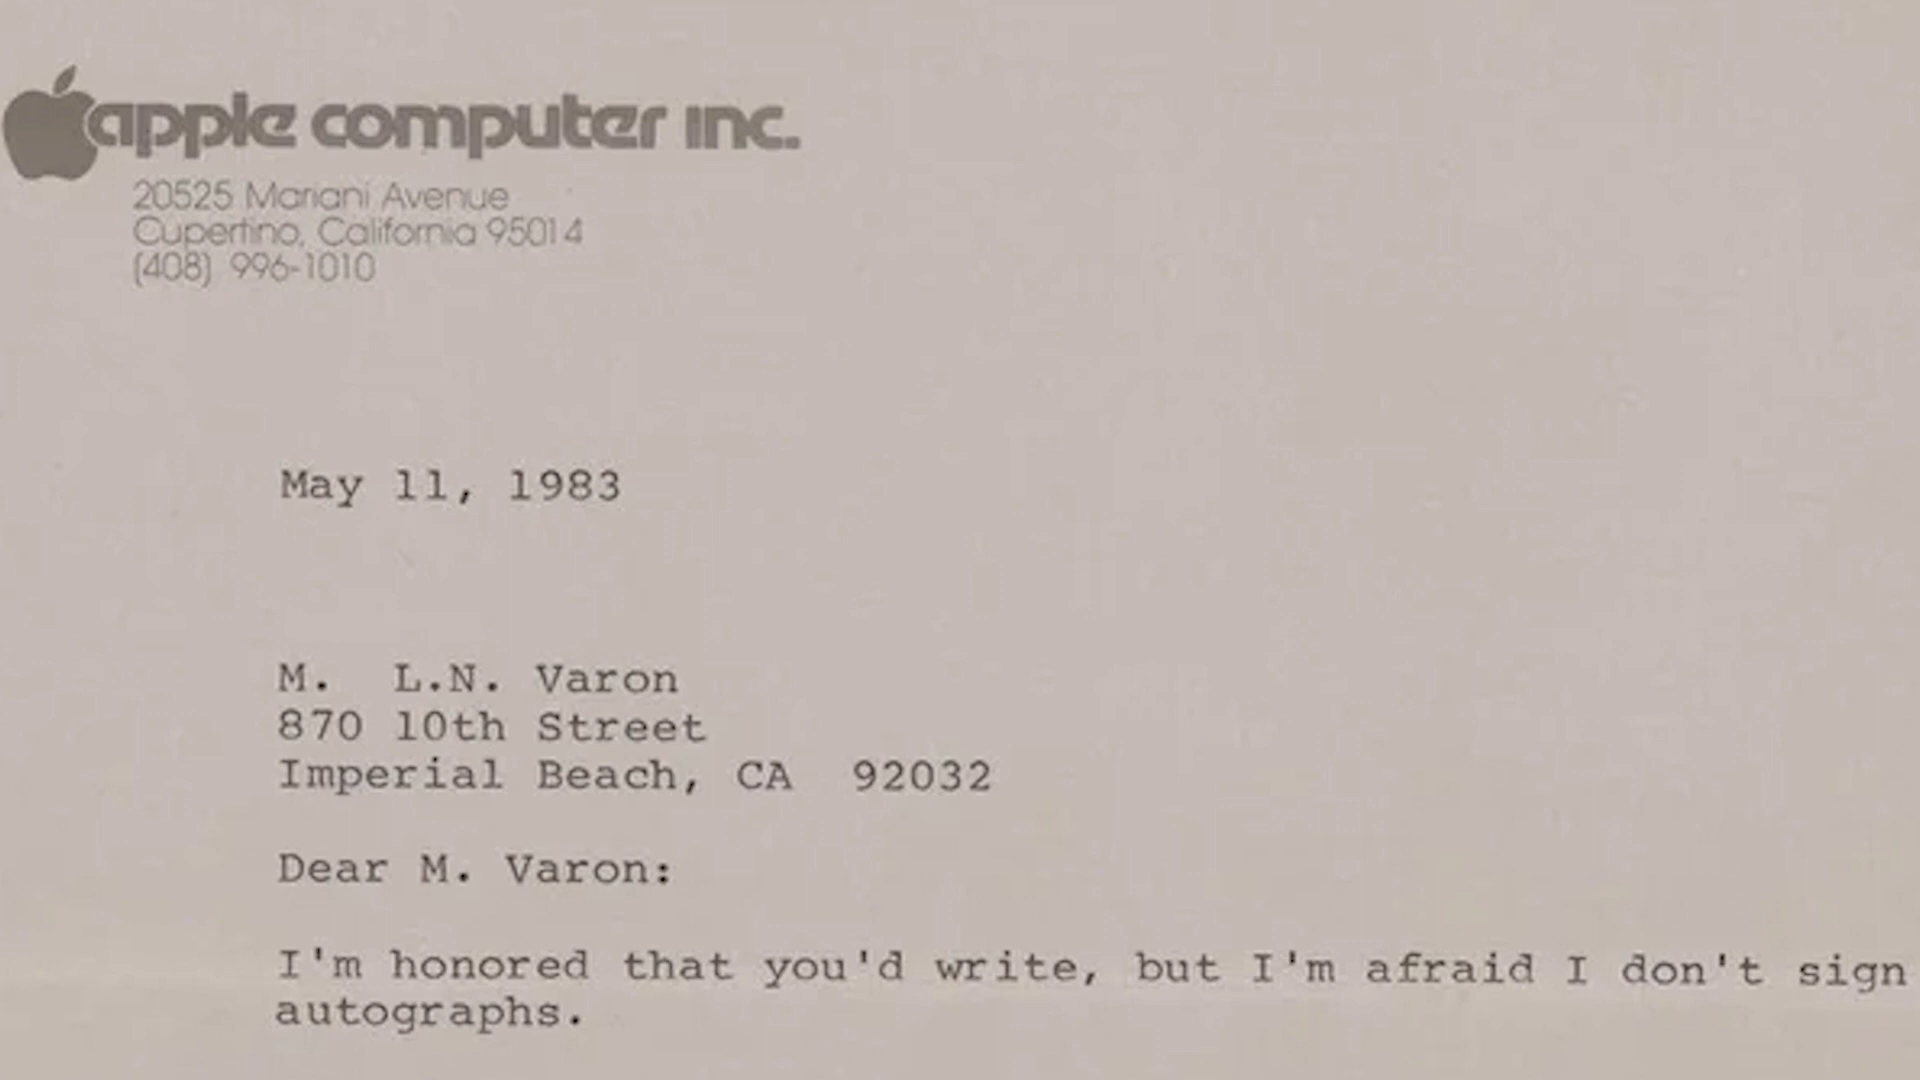 apple computer inc.
20525 Mariani Avenue
Cupertino, California 95014
(408) 996-1010
May 11, 1983
M.  L.N. Varon
870 10th Street
Imperial Beach, CA  92032
Dear M. Varon:
I'm honored that you'd write, but I'm afraid I don't sign
autographs.